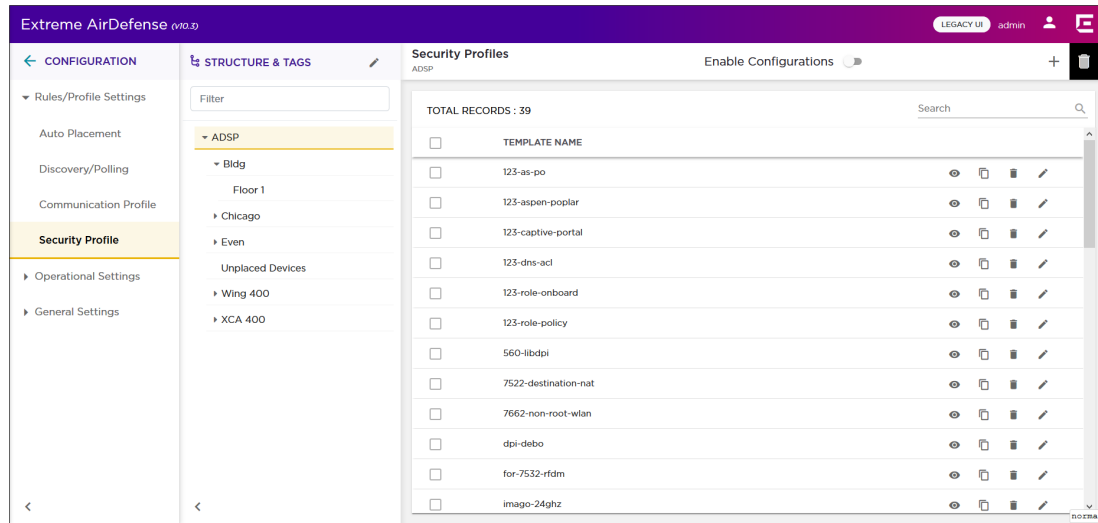 Extreme AirDefense (v10.3)
LEGACY UI admin
CONFIGURATION
Rules/Profile Settings
Auto Placement
Discovery/Polling
Communication Profile
Security Profile
Operational Settings
General Settings
STRUCTURE & TAGS
Filter
ADSP
Bldg
Floor 1
Chicago
Even
Unplaced Devices
Wing 400
XCA 400
Security Profiles
ADSP
Enable Configurations
TOTAL RECORDS : 39
Search
TEMPLATE NAME
123-as-po
123-aspen-poplar
123-captive-portal
123-dns-acl
123-role-onboard
123-role-policy
560-libdpi
7522-destination-nat
7662-non-root-wlan
dpi-debo
for-7532-rfdm
imago-24ghz
norma